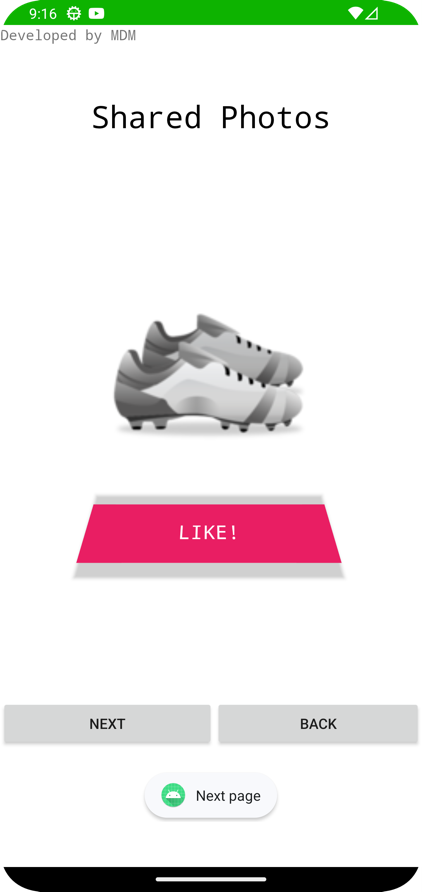 9:16
Developed by MDM
Shared Photos
LIKE!
NEXT
BACK
Next page